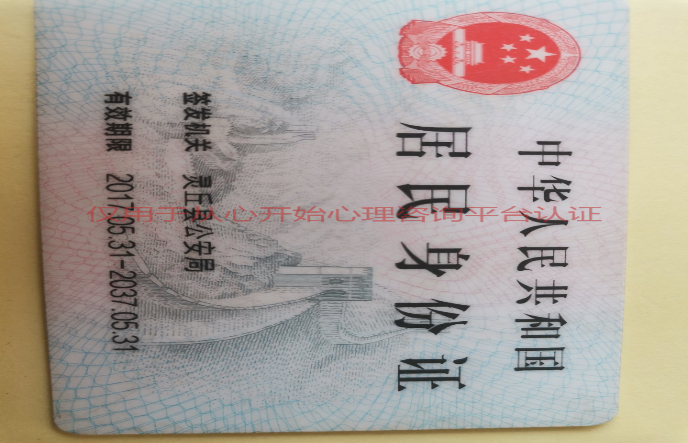 中华人民共和国
居民身份证
签发机关 灵丘县公安局
有效期限 2017.05.31-2037.05.31
仅用于从心开始心理咨询平台认证